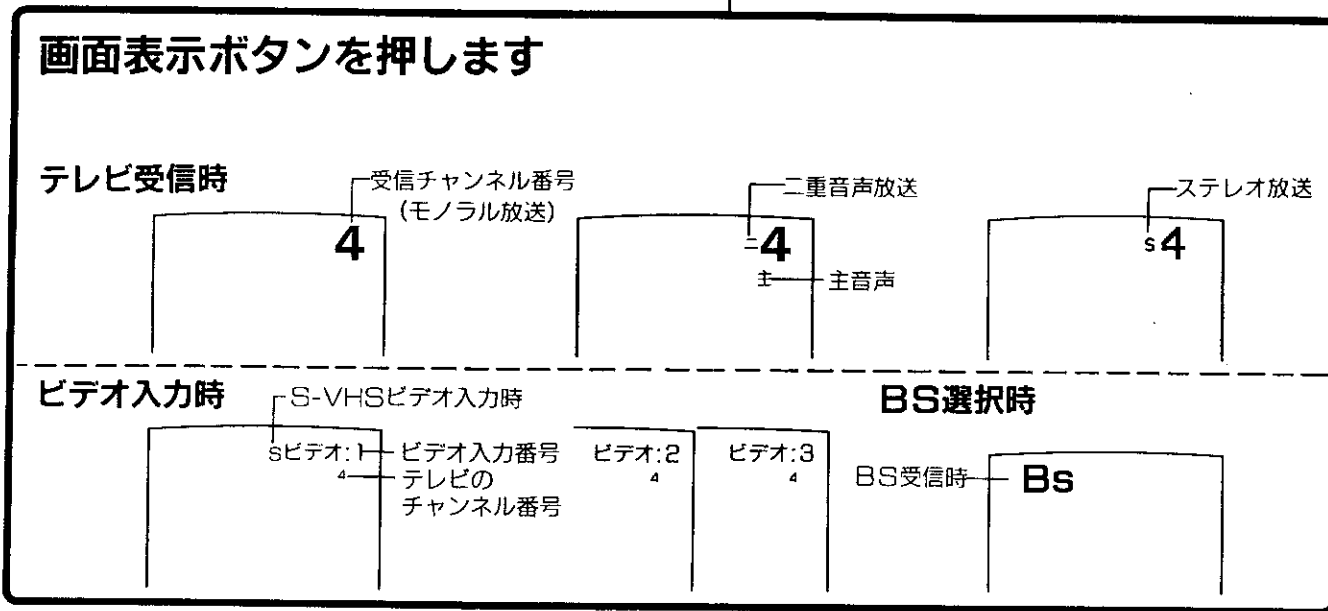 画面表示ボタンを押します
テレビ受信時
受信チャンネル番号
(モノラル放送)
4
二重音声放送
二4
主
主音声
ステレオ放送
s4
ビデオ入力時
S-VHSビデオ入力時
sビデオ:1
ビデオ入力番号
4
テレビの
チャンネル番号
ビデオ:2
4
ビデオ:3
4
BS選択時
BS受信時
Bs